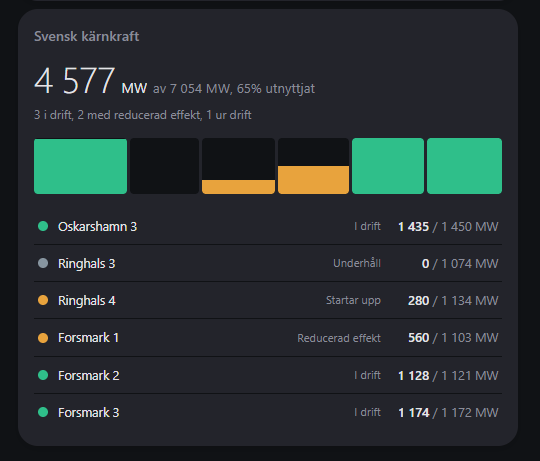 Svensk kärnkraft
4 577 MW av 7 054 MW, 65% utnyttjat
3 i drift, 2 med reducerad effekt, 1 ur drift
Oskarshamn 3 I drift 1 435 / 1 450 MW
Ringhals 3 Underhåll 0 / 1 074 MW
Ringhals 4 Startar upp 280 / 1 134 MW
Forsmark 1 Reducerad effekt 560 / 1 103 MW
Forsmark 2 I drift 1 128 / 1 121 MW
Forsmark 3 I drift 1 174 / 1 172 MW